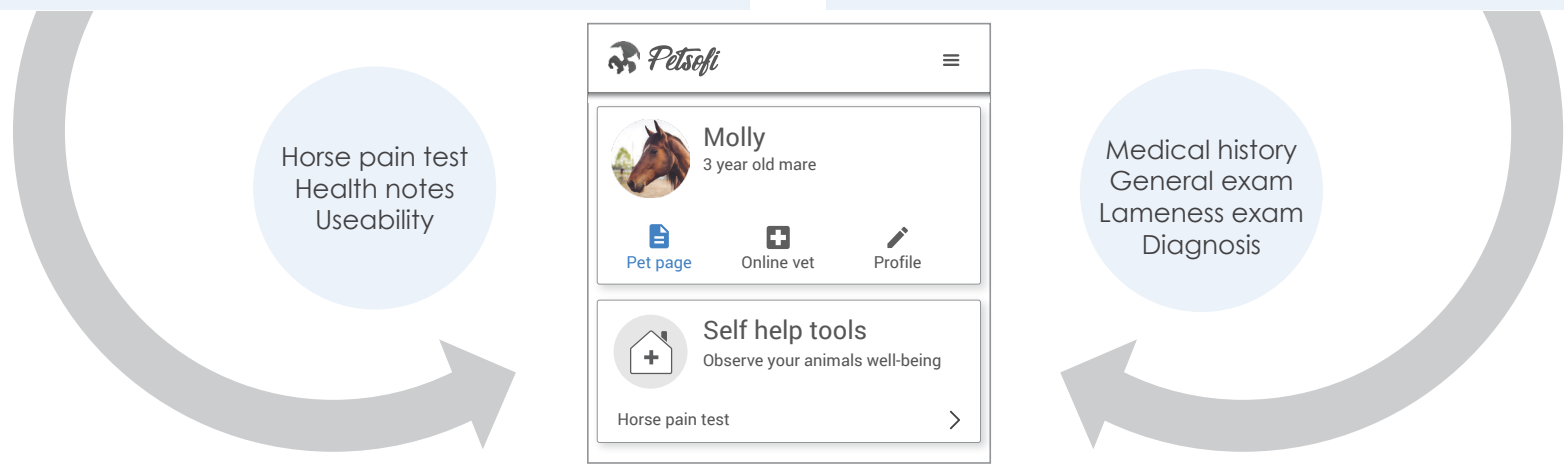 Horse pain test
Health notes
Useability
Petsofi
Molly
3 year old mare
Pet page
Online vet
Profile
Self help tools
Observe your animals well-being
Horse pain test
Medical history
General exam
Lameness exam
Diagnosis